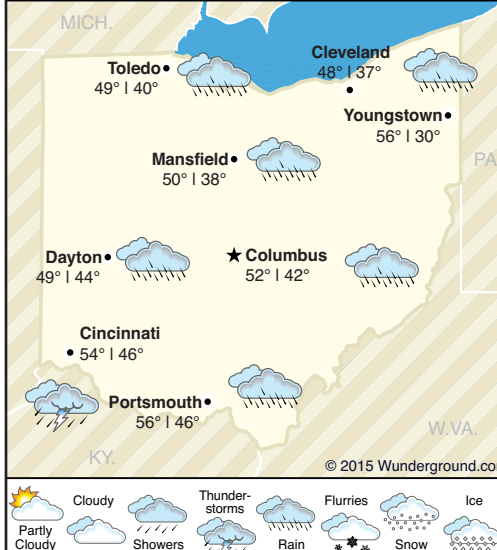 MICH.
Cleveland
48° | 37°
Toledo
49° | 40°
Youngstown
56° | 30°
PA
Mansfield
50° | 38°
Dayton
49° | 44°
Columbus
52° | 42°
Cincinnati
54° | 46°
Portsmouth
56° | 46°
KY.
W.VA.
© 2015 Wunderground.com
Partly
Cloudy
Cloudy
Showers
Thunder-
storms
Rain
Flurries
Snow
Ice